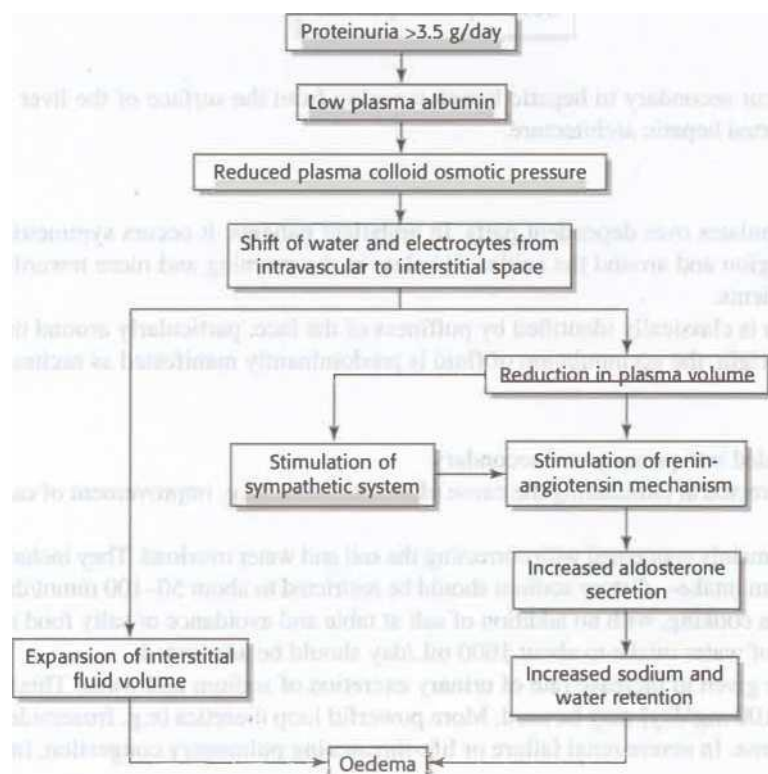 Proteinuria >3.5 g/day
Low plasma albumin
Reduced plasma colloid osmotic pressure
Shift of water and electrocytes from
intravascular to interstitial space
Reduction in plasma volume
Stimulation of
sympathetic system
Stimulation of renin-
angiotensin mechanism
Increased aldosterone
secretion
Expansion of interstitial
fluid volume
Increased sodium and
water retention
Oedema